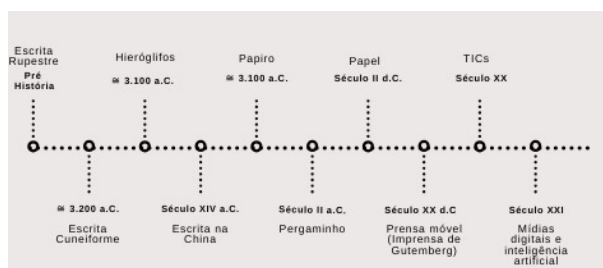 Escrita
Rupestre
Pré
História
Hieróglifos
≅ 3.100 a.C.
Papiro
≅ 3.100 a.C.
Papel
Século II d.C.
TICs
Século XX
≅ 3.200 a.C.
Escrita
Cuneiforme
Século XIV a.C.
Escrita na
China
Século II a.C.
Pergaminho
Século XX d.C
Prensa móvel
(Imprensa de
Gutemberg)
Século XXI
Mídias
digitais e
inteligência
artificial